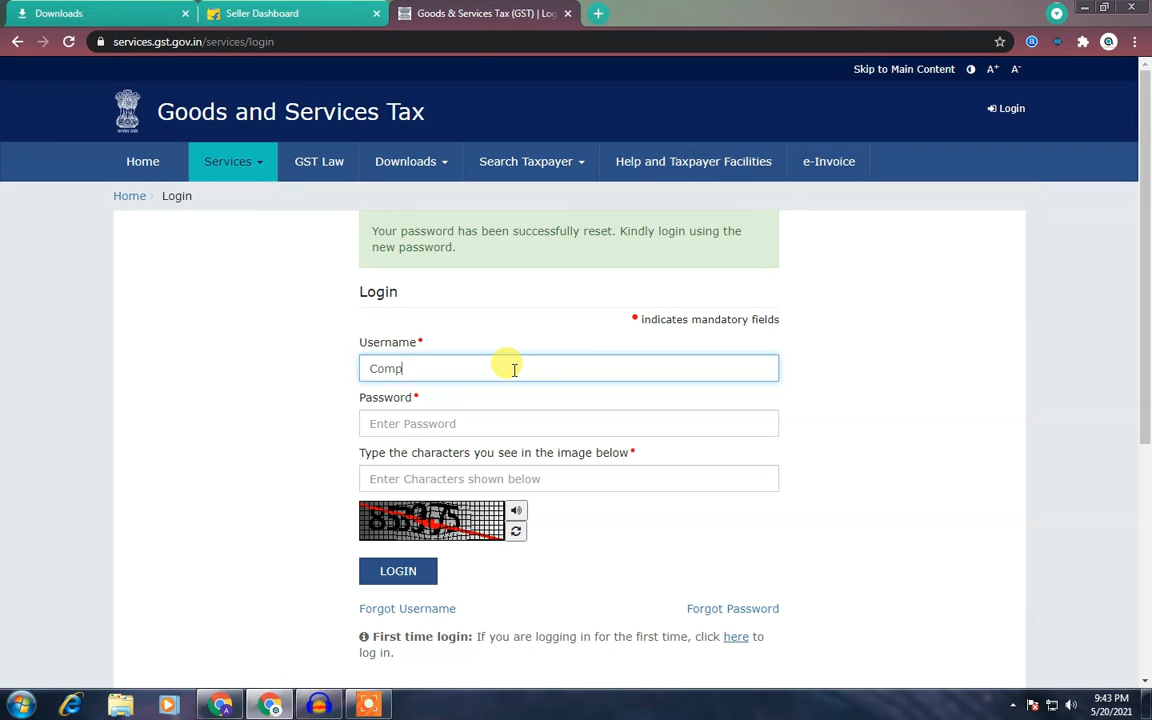 Downloads
Seller Dashboard
Goods & Services Tax (GST) | Log
services.gst.gov.in/services/login
Skip to Main Content A+ A-
Goods and Services Tax
Login
Home Services GST Law Downloads Search Taxpayer Help and Taxpayer Facilities e-Invoice
Home Login
Your password has been successfully reset. Kindly login using the
new password.
Login
• indicates mandatory fields
Username•
Comp
Password•
Enter Password
Type the characters you see in the image below•
Enter Characters shown below
LOGIN
Forgot Username Forgot Password
First time login: If you are logging in for the first time, click here to
log in.
9:43 PM
5/20/2021